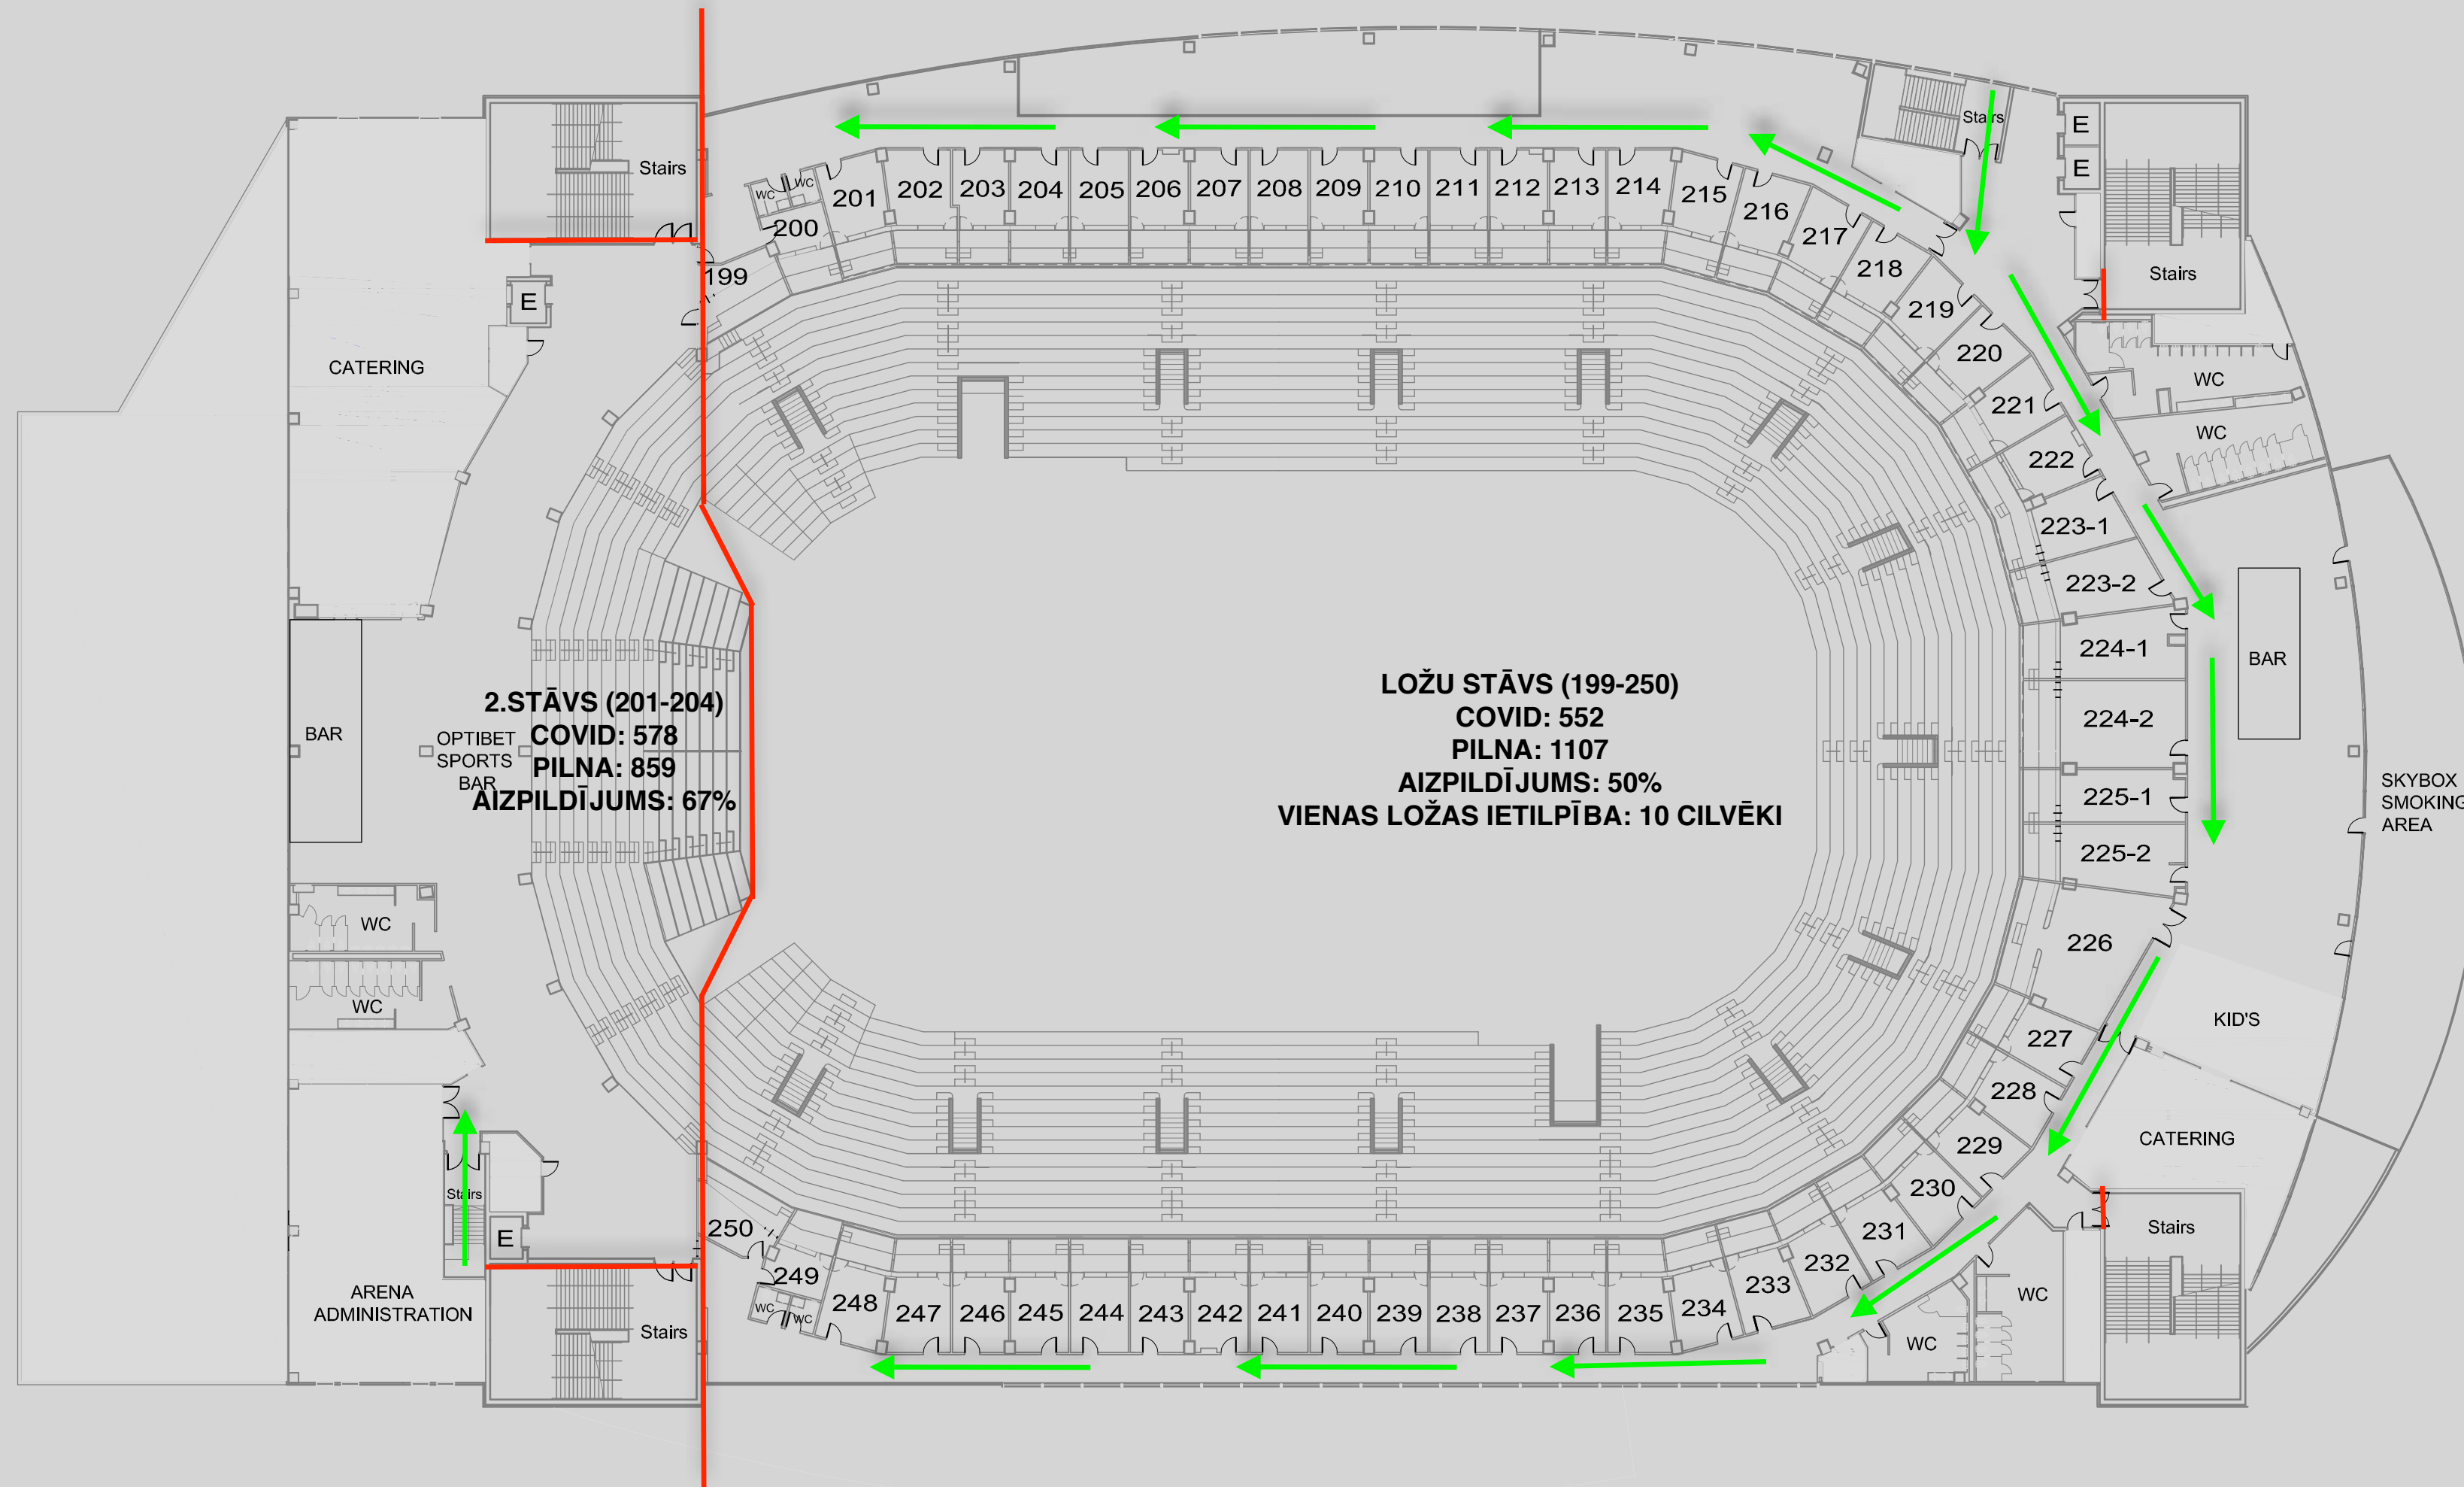 Stairs
Stairs
E
E
WC
WC
200
201
202
203
204
205
206
207
208
209
210
211
212
213
214
215
216
217
218
219
220
221
222
223-1
223-2
224-1
224-2
225-1
225-2
226
227
228
229
230
231
232
233
234
235
236
237
238
239
240
241
242
243
244
245
246
247
248
249
250
199
E
CATERING
Stairs
WC
WC
BAR
BAR
OPTIBET
SPORTS
BAR
2.STĀVS (201-204)
COVID: 578
PILNA: 859
AIZPILDĪJUMS: 67%
LOŽU STĀVS (199-250)
COVID: 552
PILNA: 1107
AIZPILDĪJUMS: 50%
VIENAS LOŽAS IETILPĪBA: 10 CILVĒKI
SKYBOX
SMOKING
AREA
WC
WC
KID'S
CATERING
Stairs
E
Stairs
ARENA
ADMINISTRATION
Stairs
WC
WC
WC
WC